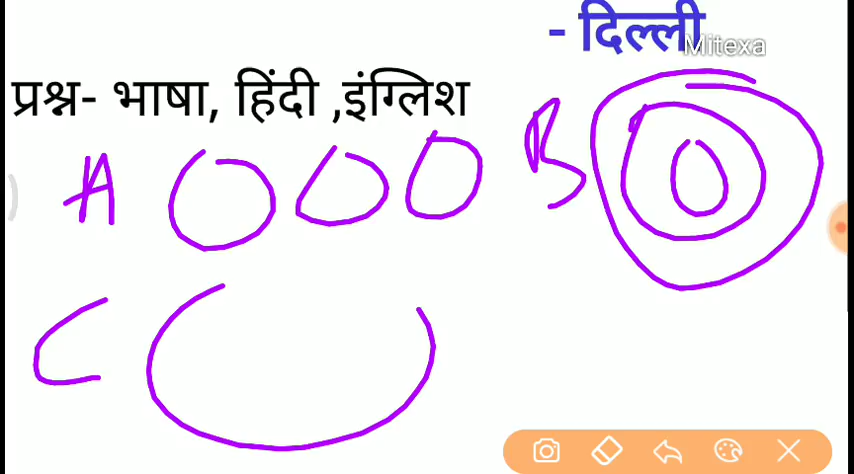 - दिल्ली
Mitexa
प्रश्न- भाषा, हिंदी ,इंग्लिश
A
B
C